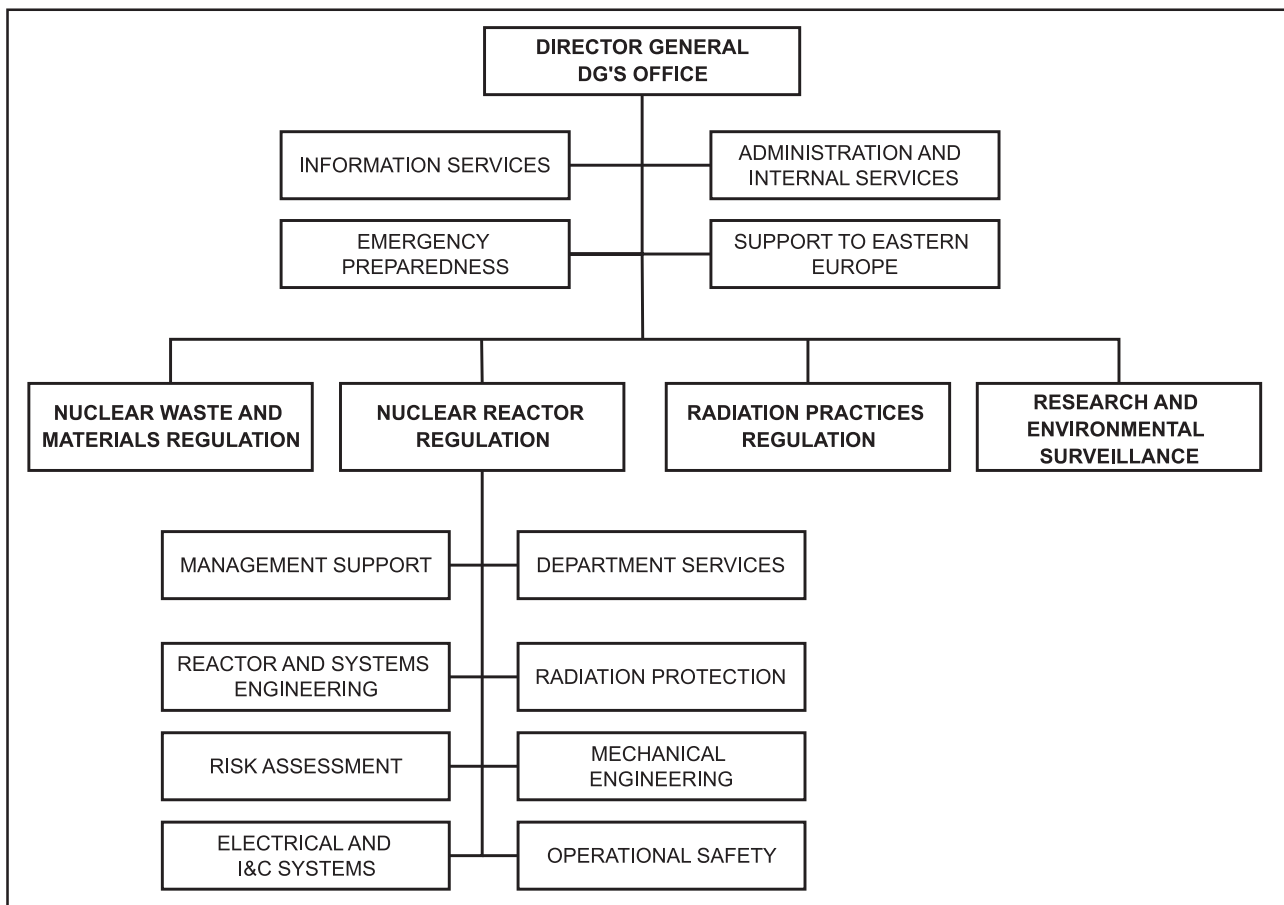 DIRECTOR GENERAL
DG'S OFFICE
INFORMATION SERVICES
ADMINISTRATION AND
INTERNAL SERVICES
EMERGENCY
PREPAREDNESS
SUPPORT TO EASTERN
EUROPE
NUCLEAR WASTE AND
MATERIALS REGULATION
NUCLEAR REACTOR
REGULATION
RADIATION PRACTICES
REGULATION
RESEARCH AND
ENVIRONMENTAL
SURVEILLANCE
MANAGEMENT SUPPORT
DEPARTMENT SERVICES
REACTOR AND SYSTEMS
ENGINEERING
RADIATION PROTECTION
RISK ASSESSMENT
MECHANICAL
ENGINEERING
ELECTRICAL AND
I&C SYSTEMS
OPERATIONAL SAFETY